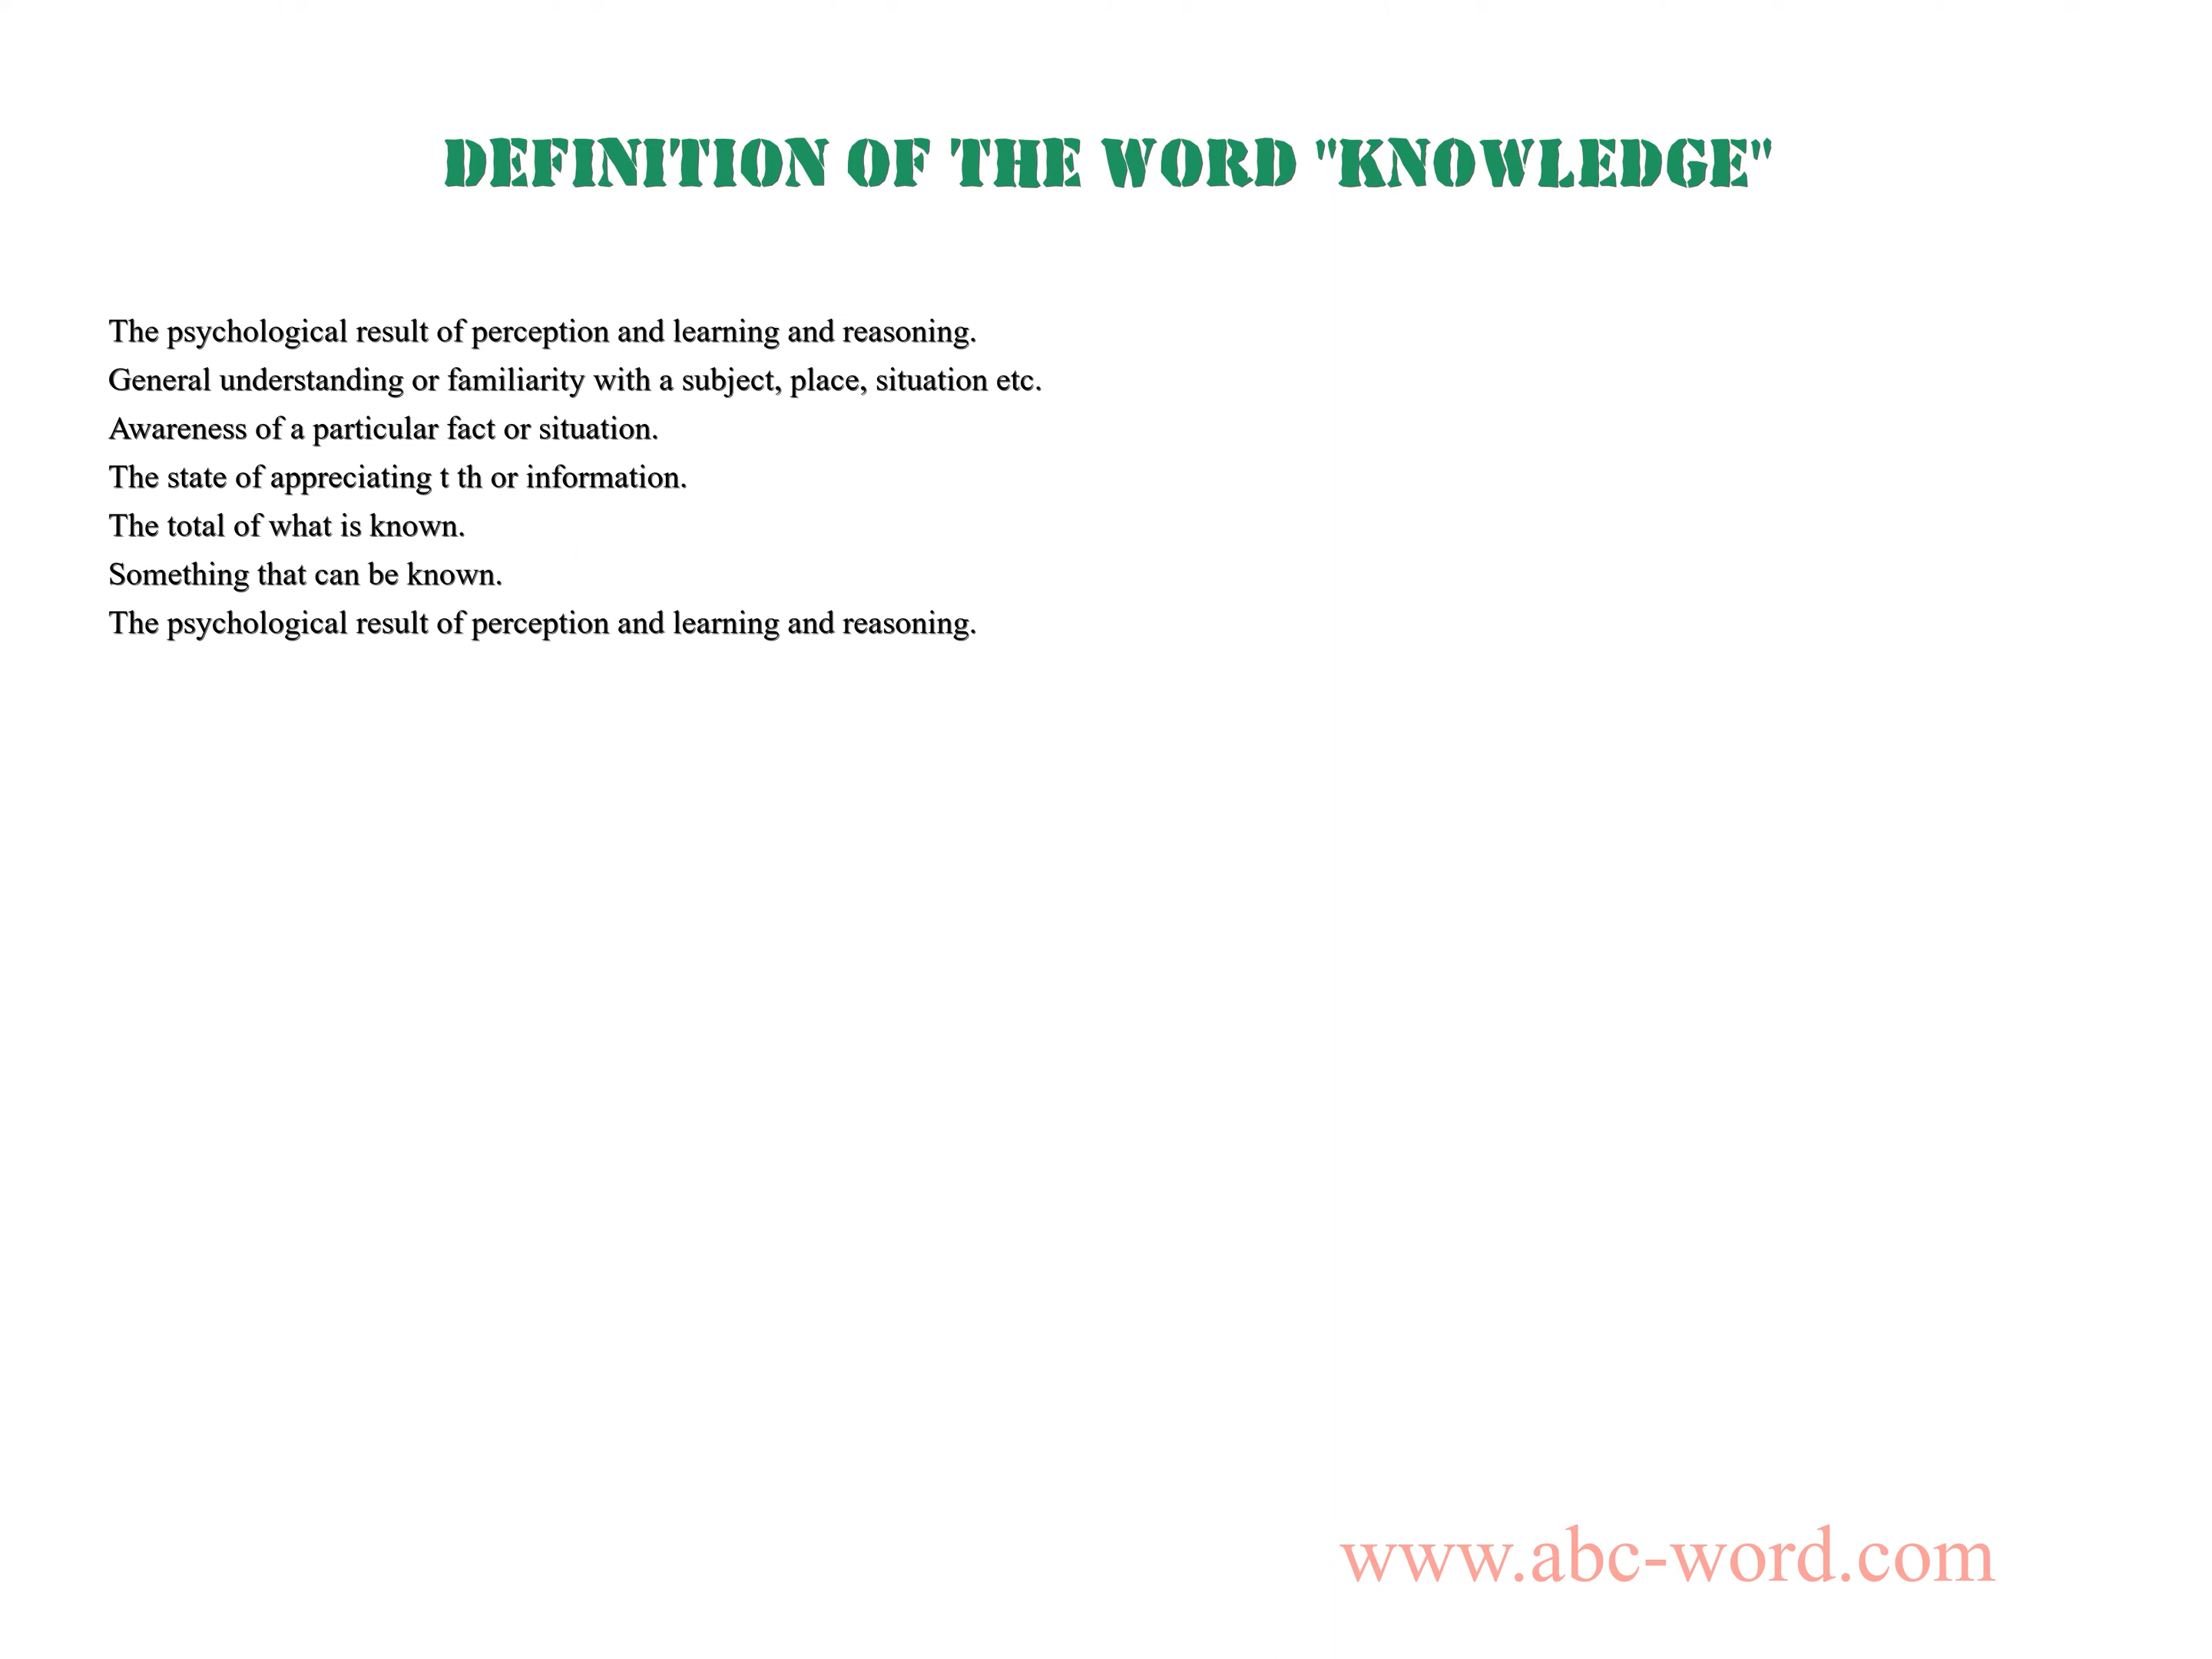 DEFINITION OF THE WORD "KNOWLEDGE"
The psychological result of perception and learning and reasoning.
General understanding or familiarity with a subject, place, situation etc.
Awareness of a particular fact or situation.
The state of appreciating t th or information.
The total of what is known.
Something that can be known.
The psychological result of perception and learning and reasoning.
www.abc-word.com